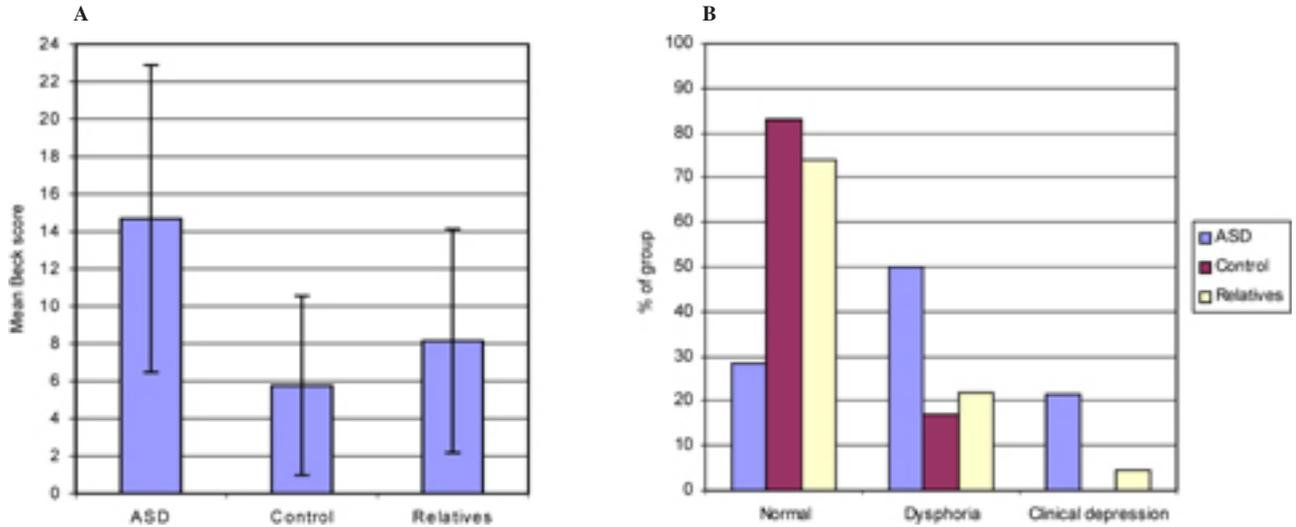 A
24
22
20
18
16
14
12
10
8
6
4
2
0
Mean Beck score
ASD Control Relatives
B
100
90
80
70
60
50
40
30
20
10
0
% of group
Normal Dysphoria Clinical depression
ASD
Control
Relatives